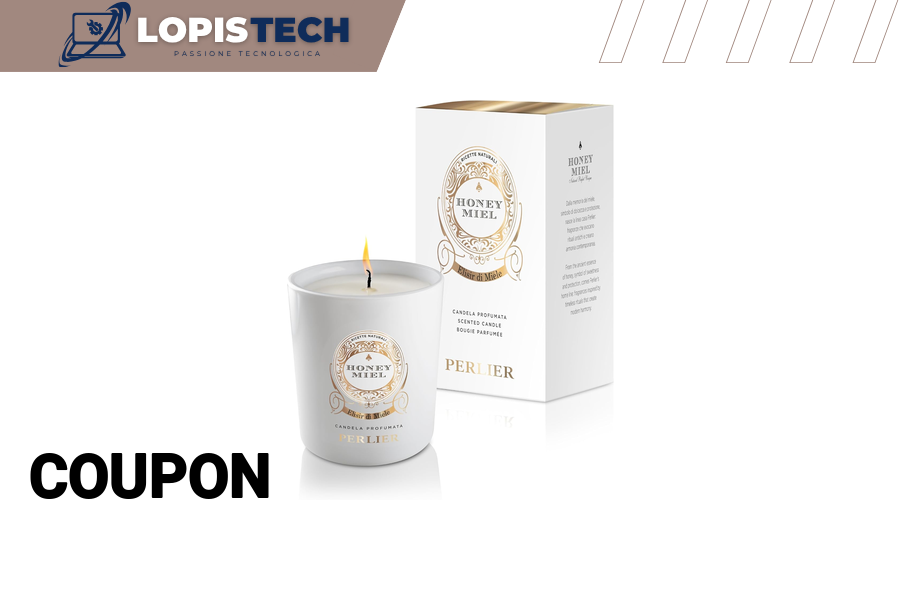 LOPISTECH
PASSIONE TECNOLOGICA
RICETTE NATURALI
HONEY
MIEL
Elisir di Miele
CANDELA PROFUMATA
SCENTED CANDLE
BOUGIE PARFUMÉE
PERLIER
HONEY
MIEL
RICETTE NATURALI
HONEY
MIEL
Elisir di Miele
CANDELA PROFUMATA
PERLIER
COUPON